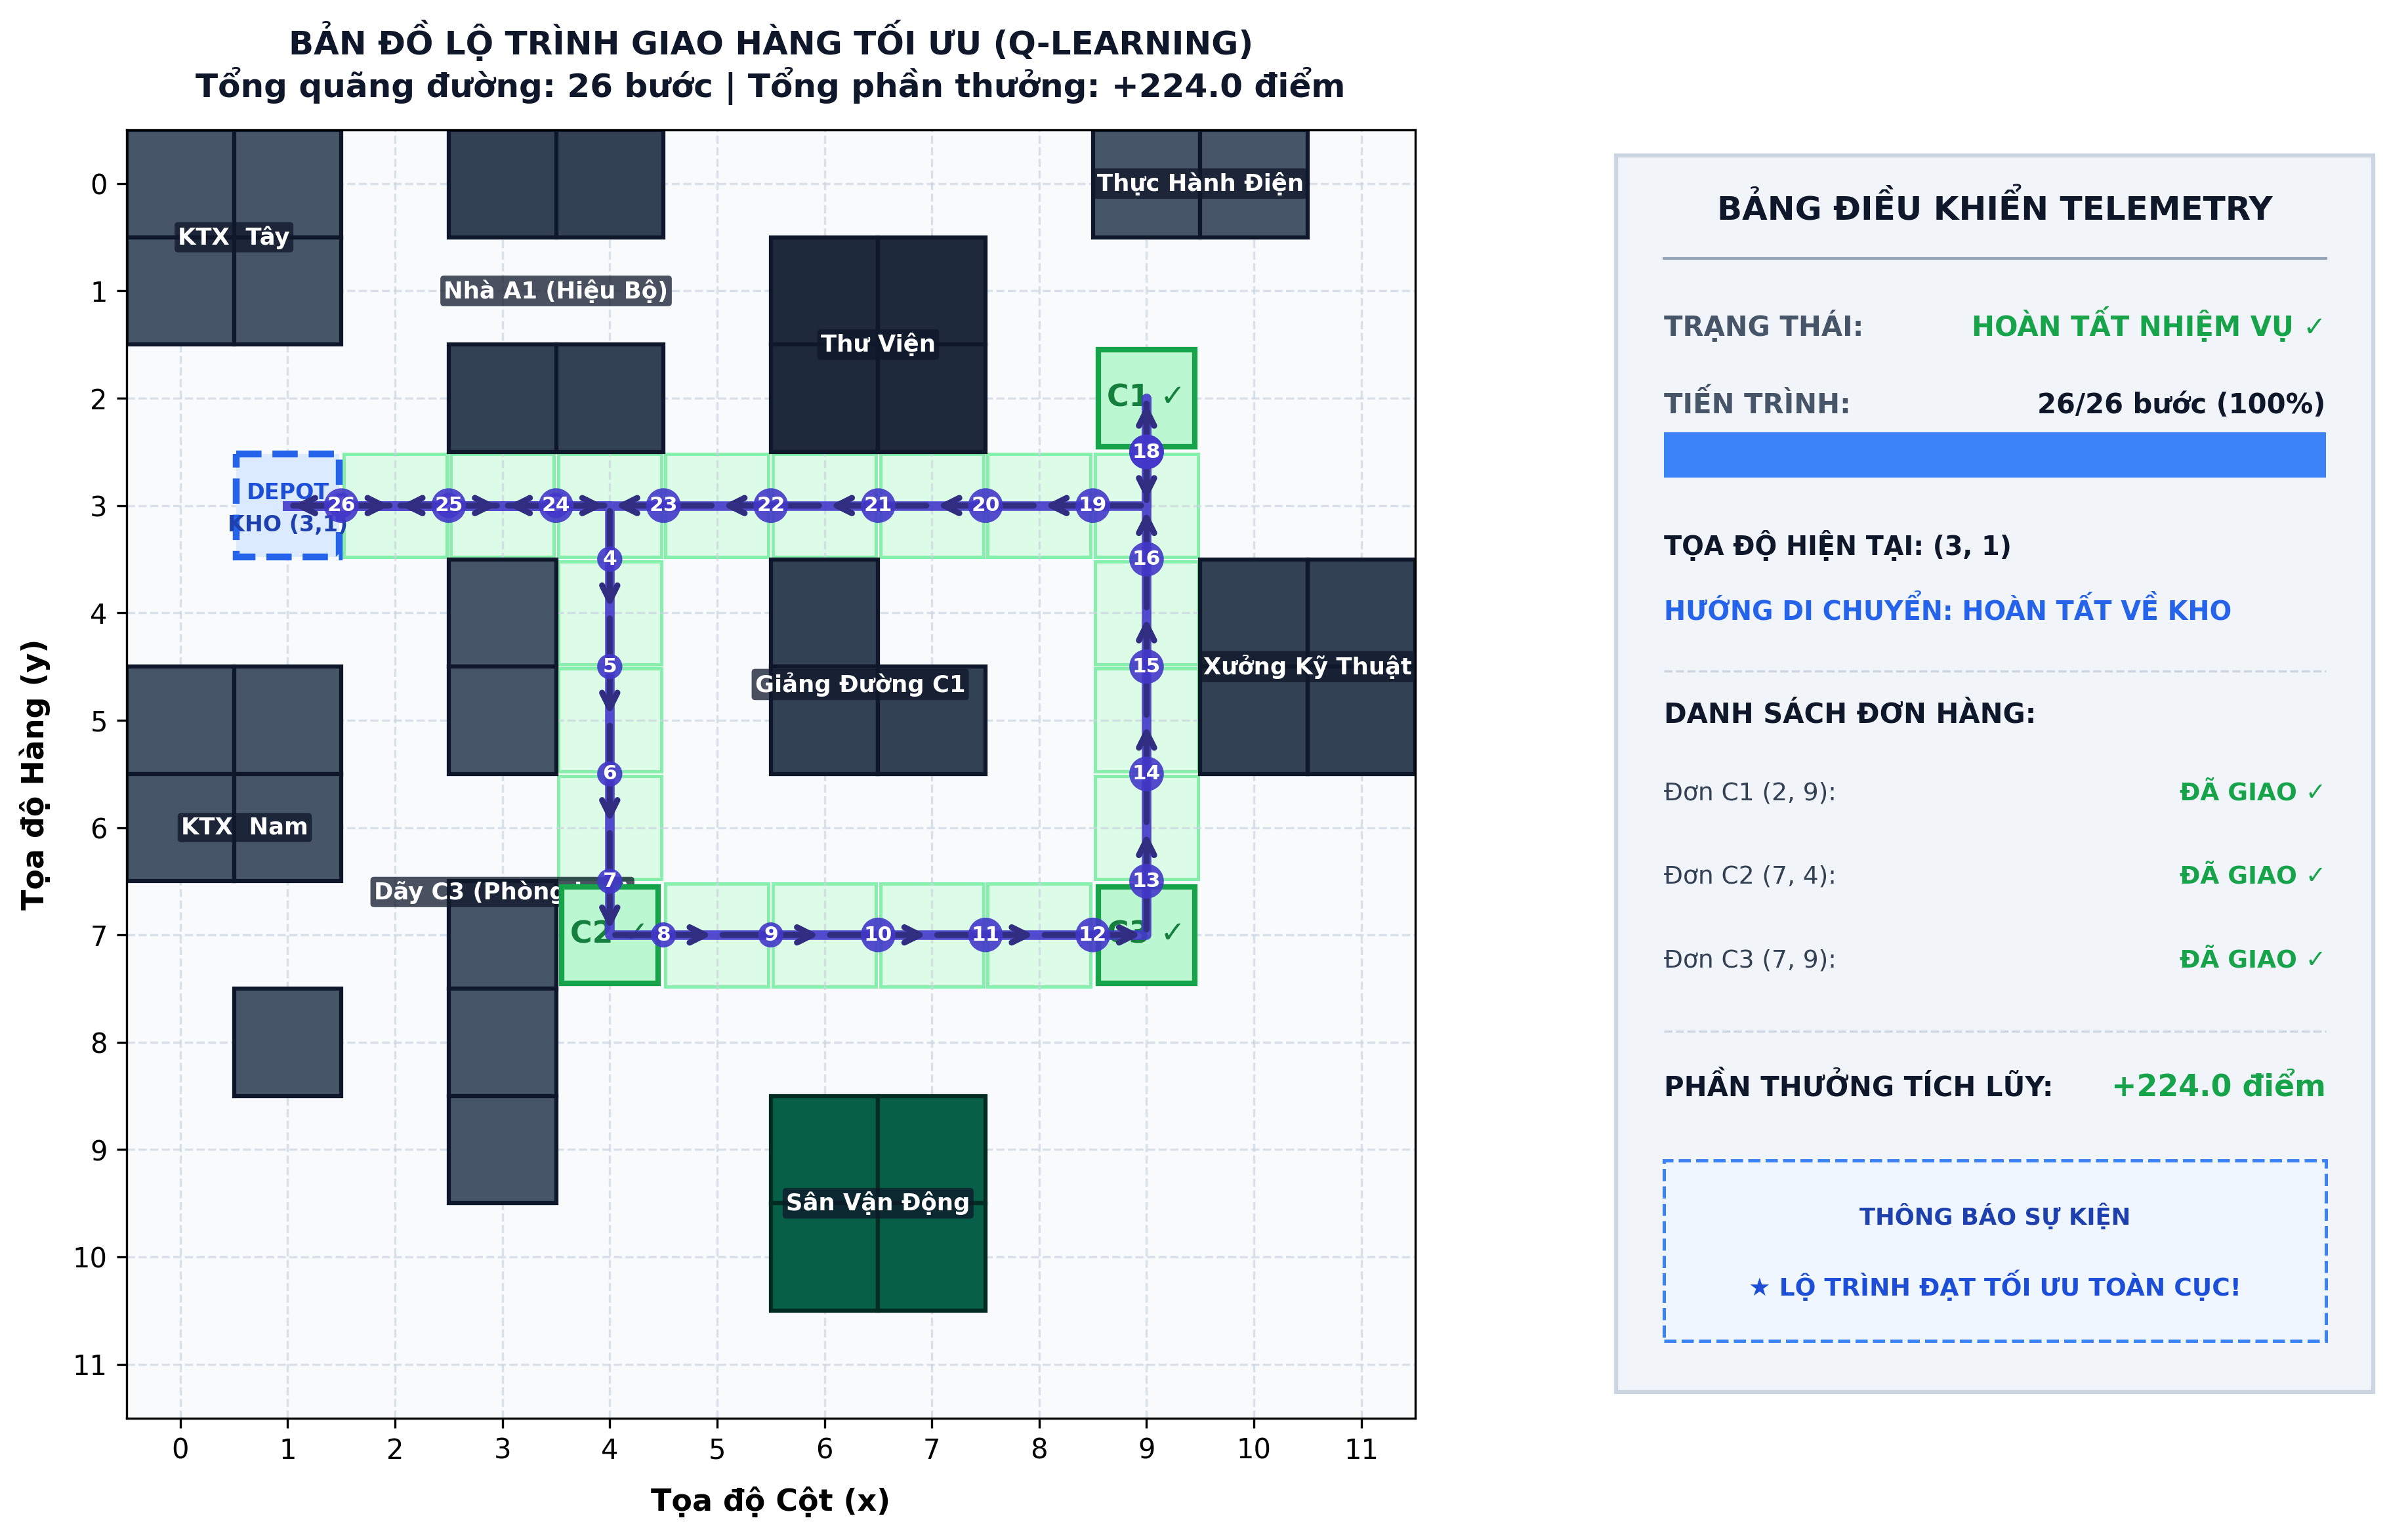 BẢN ĐỒ LỘ TRÌNH GIAO HÀNG TỐI ƯU (Q-LEARNING)
Tổng quãng đường: 26 bước | Tổng phần thưởng: +224.0 điểm
Tọa độ Hàng (y)
0
1
2
3
4
5
6
7
8
9
10
11
KTX Tây
Thực Hành Điện
Nhà A1 (Hiệu Bộ)
Thư Viện
C1 ✓
18
DEPOT
KHO (3,1)
26
25
24
23
22
21
20
19
4
16
5
15
Giảng Đường C1
Xưởng Kỹ Thuật
6
14
KTX Nam
Dãy C3 (Phòng
7
13
C2 ✓
8
9
10
11
12
C3 ✓
Sân Vận Động
0
1
2
3
4
5
6
7
8
9
10
11
Tọa độ Cột (x)
BẢNG ĐIỀU KHIỂN TELEMETRY
TRẠNG THÁI: HOÀN TẤT NHIỆM VỤ ✓
TIẾN TRÌNH: 26/26 bước (100%)
TỌA ĐỘ HIỆN TẠI: (3, 1)
HƯỚNG DI CHUYỂN: HOÀN TẤT VỀ KHO
DANH SÁCH ĐƠN HÀNG:
Đơn C1 (2, 9): ĐÃ GIAO ✓
Đơn C2 (7, 4): ĐÃ GIAO ✓
Đơn C3 (7, 9): ĐÃ GIAO ✓
PHẦN THƯỞNG TÍCH LŨY: +224.0 điểm
THÔNG BÁO SỰ KIỆN
★ LỘ TRÌNH ĐẠT TỐI ƯU TOÀN CỤC!